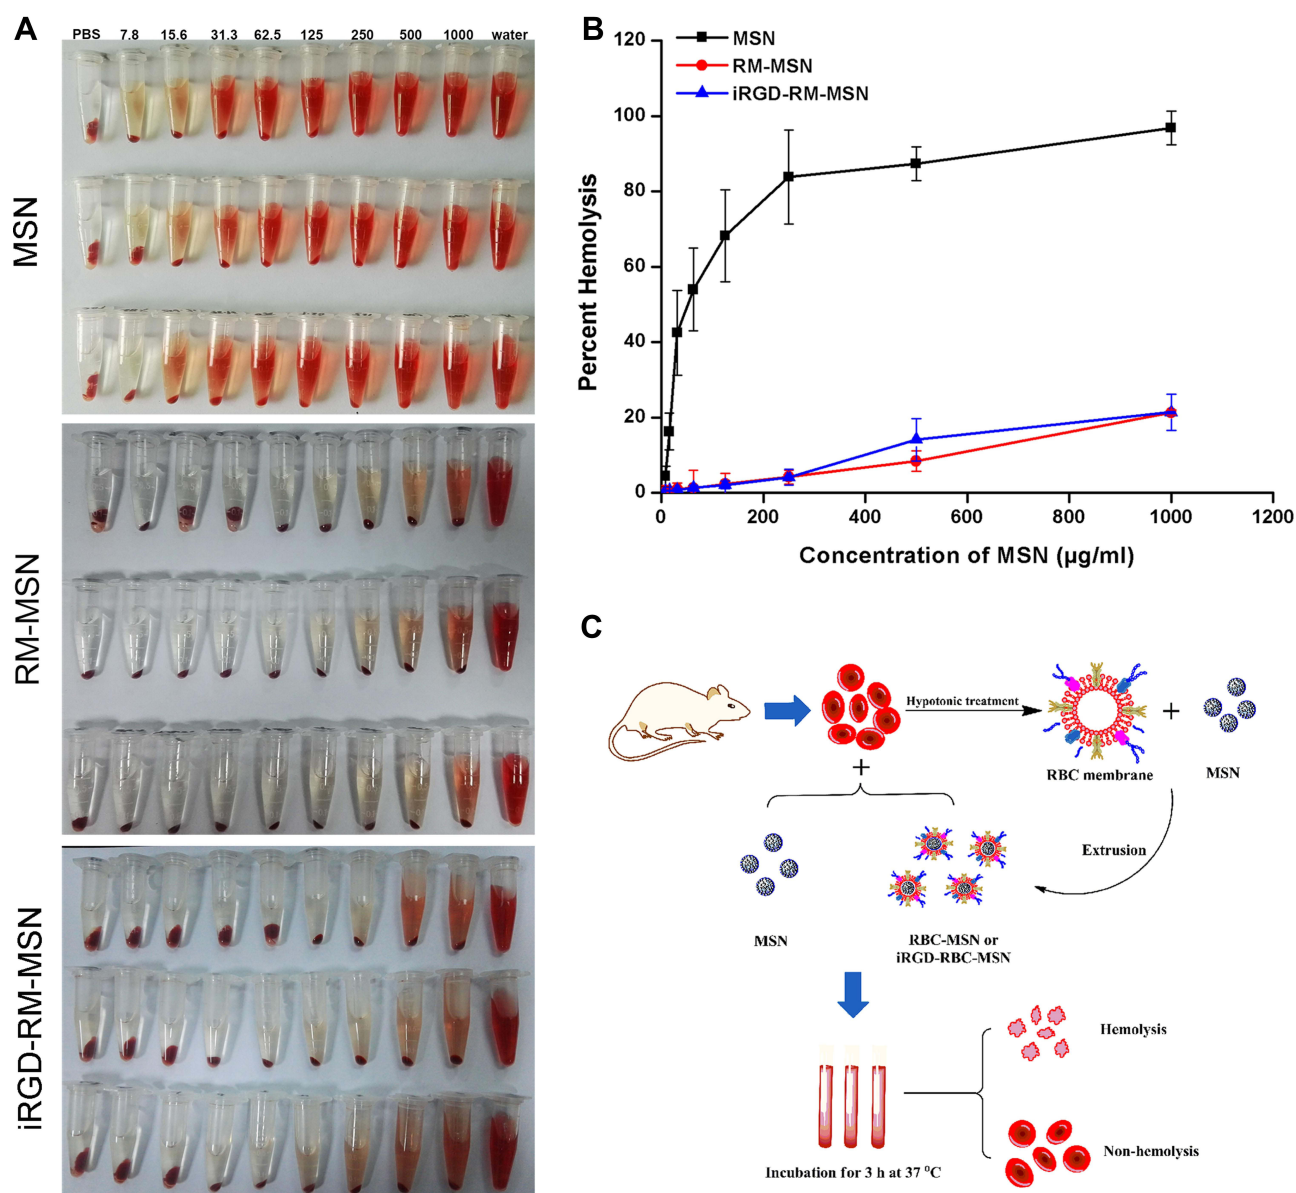 A
PBS 7.8 15.6 31.3 62.5 125 250 500 1000 water
MSN
RM-MSN
iRGD-RM-MSN
B
MSN
RM-MSN
iRGD-RM-MSN
Percent Hemolysis
120
100
80
60
40
20
0
0 200 400 600 800 1000 1200
Concentration of MSN (µg/ml)
C
Hypotonic treatment
+
RBC membrane
MSN
+
Extrusion
MSN
RBC-MSN or
iRGD-RBC-MSN
Hemolysis
Non-hemolysis
Incubation for 3 h at 37 ⁰C